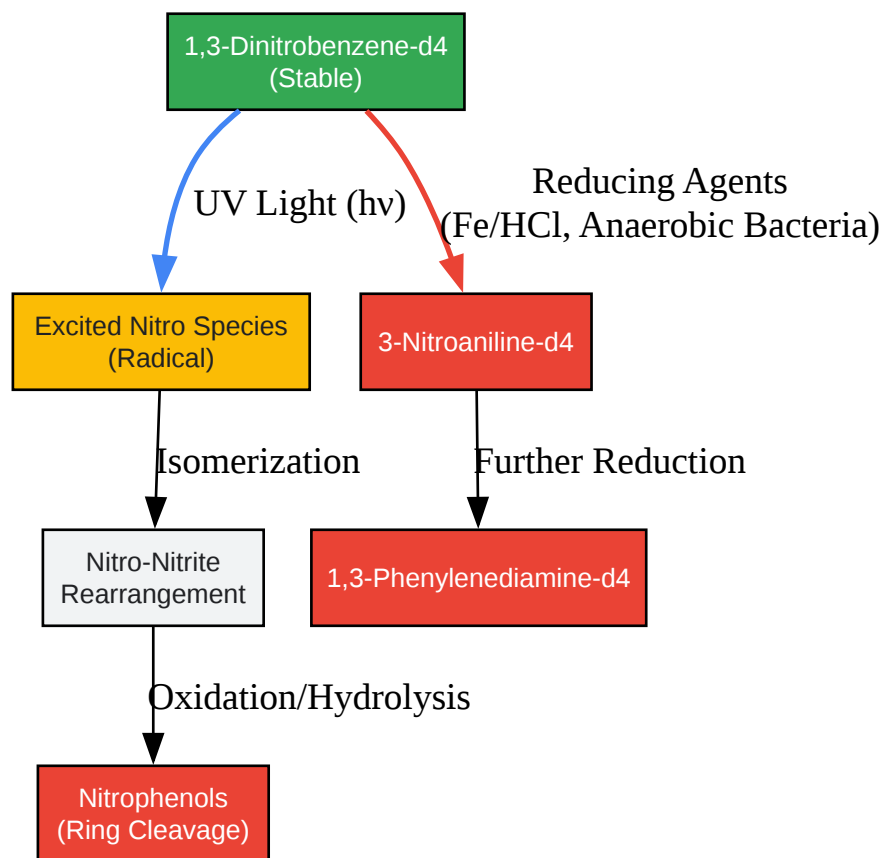 1,3-Dinitrobenzene-d4
(Stable)
UV Light (hν)
Reducing Agents
(Fe/HCl, Anaerobic Bacteria)
Excited Nitro Species
(Radical)
3-Nitroaniline-d4
Isomerization
Further Reduction
Nitro-Nitrite
Rearrangement
1,3-Phenylenediamine-d4
Oxidation/Hydrolysis
Nitrophenols
(Ring Cleavage)